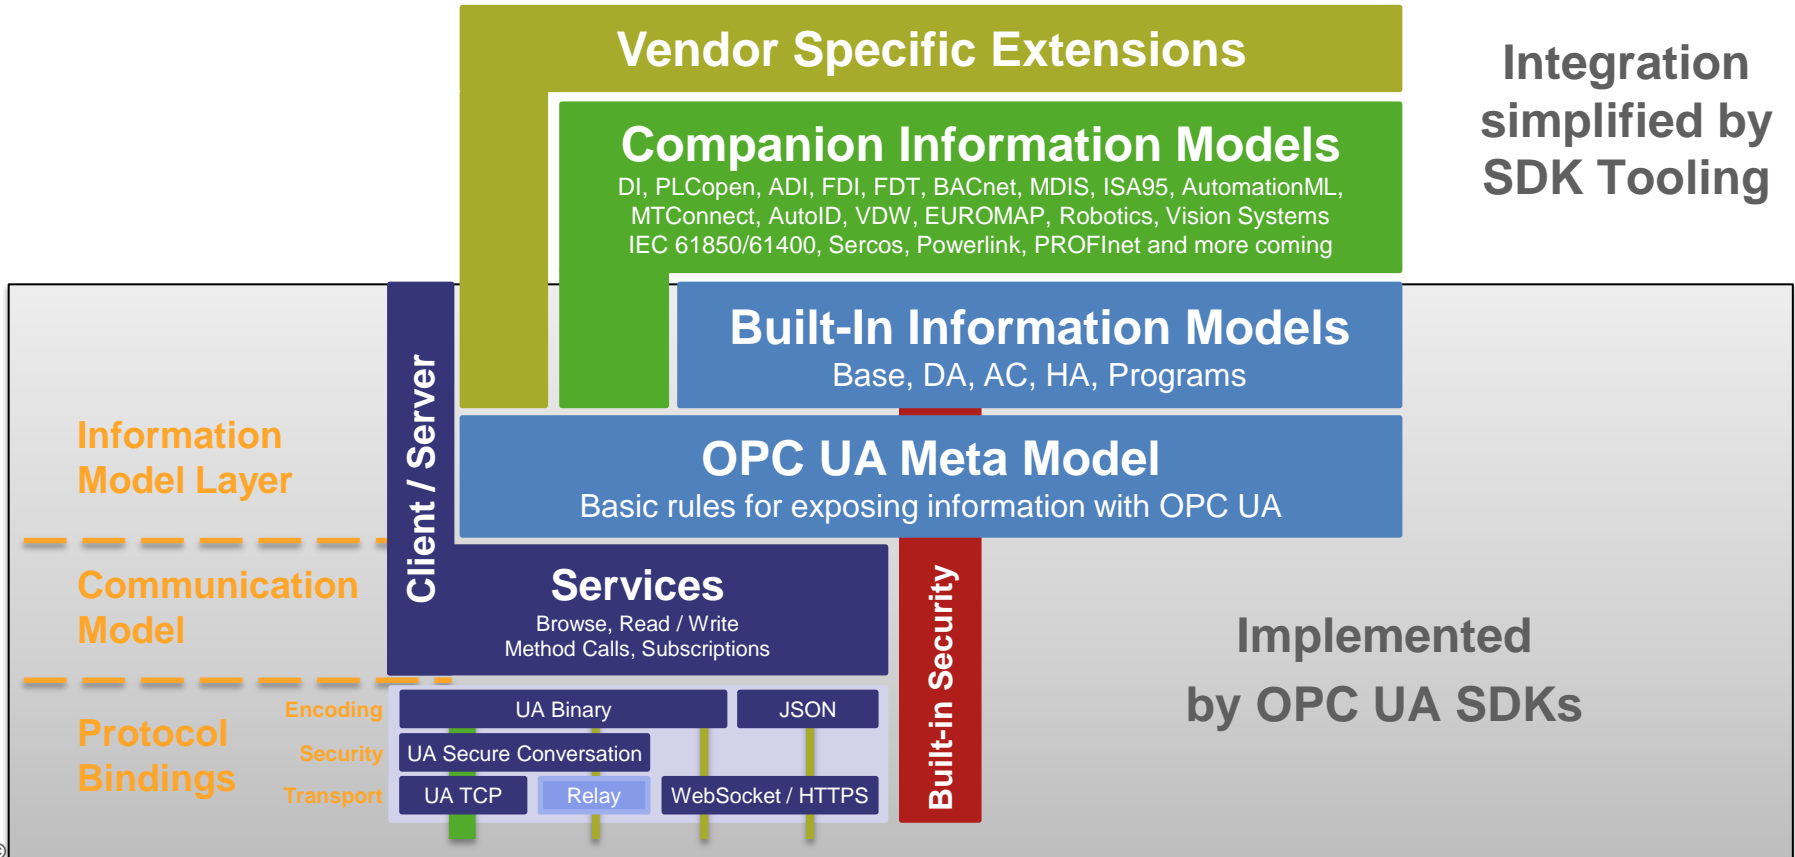 Vendor Specific Extensions
Integration
simplified by
SDK Tooling
Companion Information Models
DI, PLCopen, ADI, FDI, FDT, BACnet, MDIS, ISA95, AutomationML,
MTConnect, AutoID, VDW, EUROMAP, Robotics, Vision Systems
IEC 61850/61400, Sercos, Powerlink, PROFInet and more coming
Built-In Information Models
Base, DA, AC, HA, Programs
Client / Server
Information
Model Layer
OPC UA Meta Model
Basic rules for exposing information with OPC UA
Communication
Model
Services
Browse, Read / Write
Method Calls, Subscriptions
Built-in Security
Implemented
by OPC UA SDKs
Protocol
Bindings
Encoding
UA Binary
JSON
Security
UA Secure Conversation
Transport
UA TCP
Relay
WebSocket / HTTPS